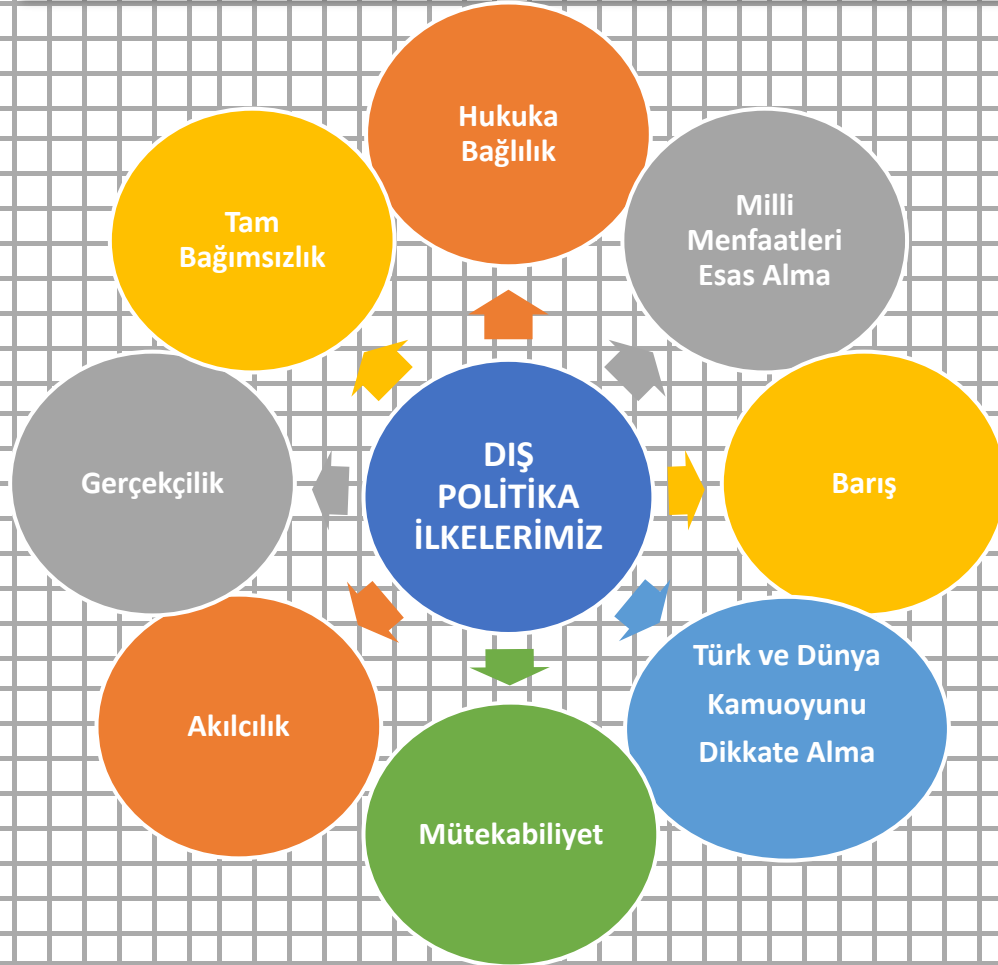 Hukuka
Bağlılık
Milli
Menfaatleri
Esas Alma
Barış
Türk ve Dünya
Kamuoyunu
Dikkate Alma
Mütekabiliyet
Akılcılık
Gerçekçilik
Tam
Bağımsızlık
DIŞ
POLİTİKA
İLKELERİMİZ